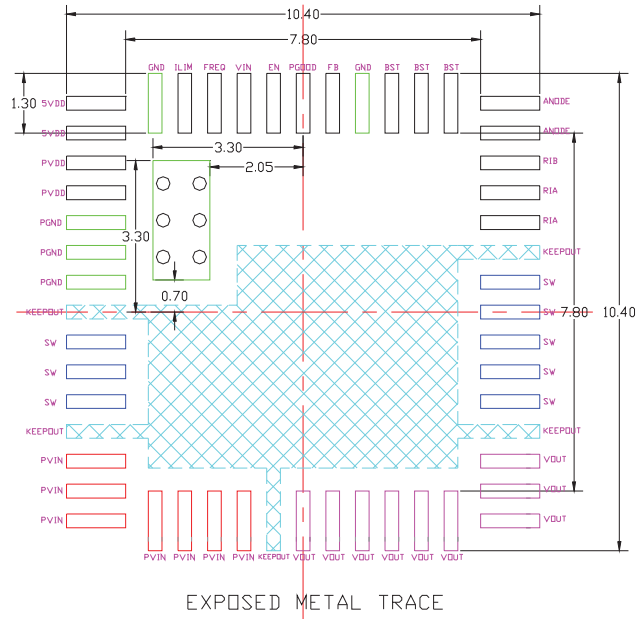 10.40
7.80
GND ILIM FREQ VIN EN PGOOD FB GND BST BST BST
1.30
5VDD
5VDD
PVDD
PVDD
PGND
PGND
PGND
KEEPOUT
SW
SW
SW
KEEPOUT
PVIN
PVIN
PVIN
3.30
2.05
3.30
0.70
ANODE
ANODE
RIB
RIA
RIA
KEEPOUT
SW
SW
SW
SW
SW
KEEPOUT
VOUT
VOUT
VOUT
7.80
10.40
PVIN PVIN PVIN PVIN KEEPOUT VOUT VOUT VOUT VOUT VOUT VOUT
EXPOSED METAL TRACE